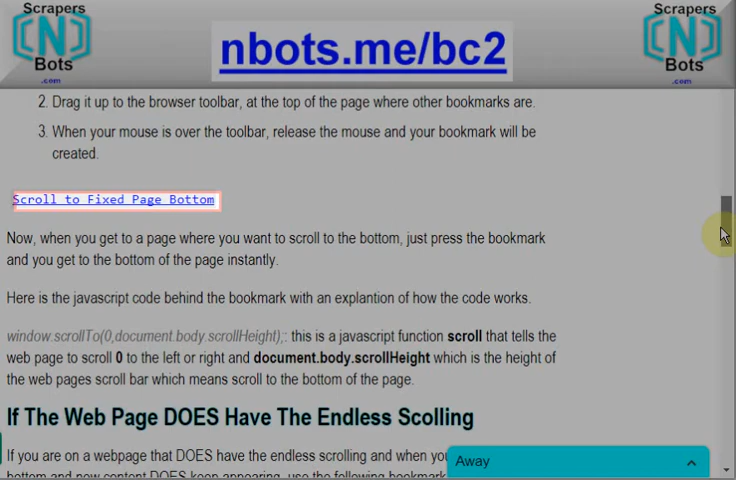 Scrapers
[N]
Bots
.com
nbots.me/bc2
Scrapers
[N]
Bots
.com
2. Drag it up to the browser toolbar, at the top of the page where other bookmarks are.
3. When your mouse is over the toolbar, release the mouse and your bookmark will be
created.
Scroll to Fixed Page Bottom
Now, when you get to a page where you want to scroll to the bottom, just press the bookmark
and you get to the bottom of the page instantly.
Here is the javascript code behind the bookmark with an explantion of how the code works.
window.scrollTo(0,document.body.scrollHeight);: this is a javascript function scroll that tells the
web page to scroll 0 to the left or right and document.body.scrollHeight which is the height of
the web pages scroll bar which means scroll to the bottom of the page.
If The Web Page DOES Have The Endless Scolling
If you are on a webpage that DOES have the endless scrolling and when you
bottom and new content DOES keep appearing, use the following bookmark
Away